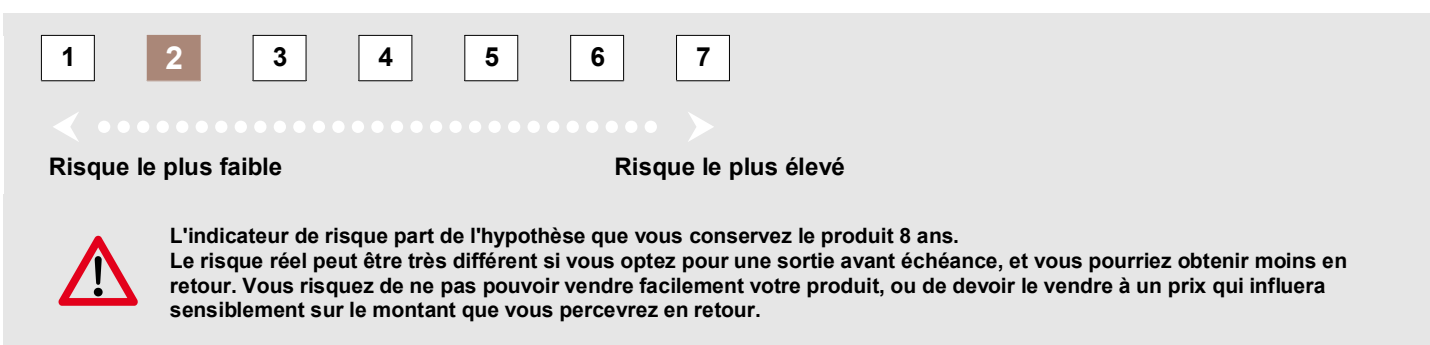 1 2 3 4 5 6 7
Risque le plus faible Risque le plus élevé
L'indicateur de risque part de l'hypothèse que vous conservez le produit 8 ans.
Le risque réel peut être très différent si vous optez pour une sortie avant échéance, et vous pourriez obtenir moins en
retour. Vous risquez de ne pas pouvoir vendre facilement votre produit, ou de devoir le vendre à un prix qui influera
sensiblement sur le montant que vous percevrez en retour.